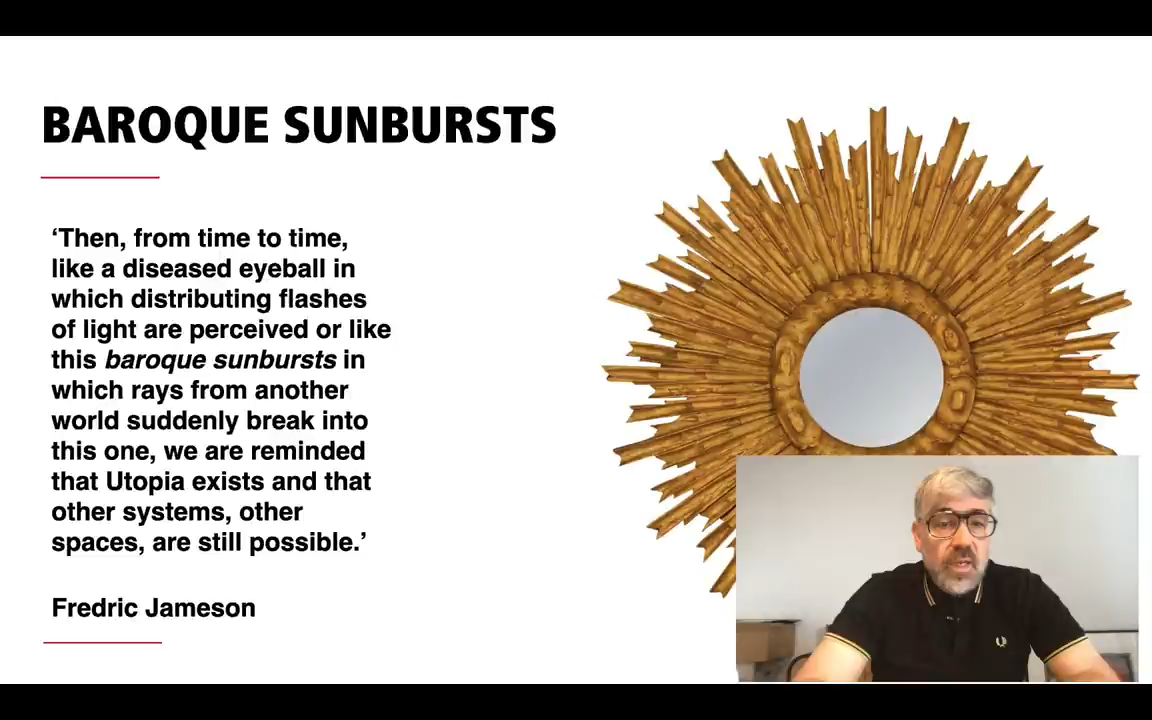 BAROQUE SUNBURSTS
‘Then, from time to time,
like a diseased eyeball in
which distributing flashes
of light are perceived or like
this baroque sunbursts in
which rays from another
world suddenly break into
this one, we are reminded
that Utopia exists and that
other systems, other
spaces, are still possible.’
Fredric Jameson